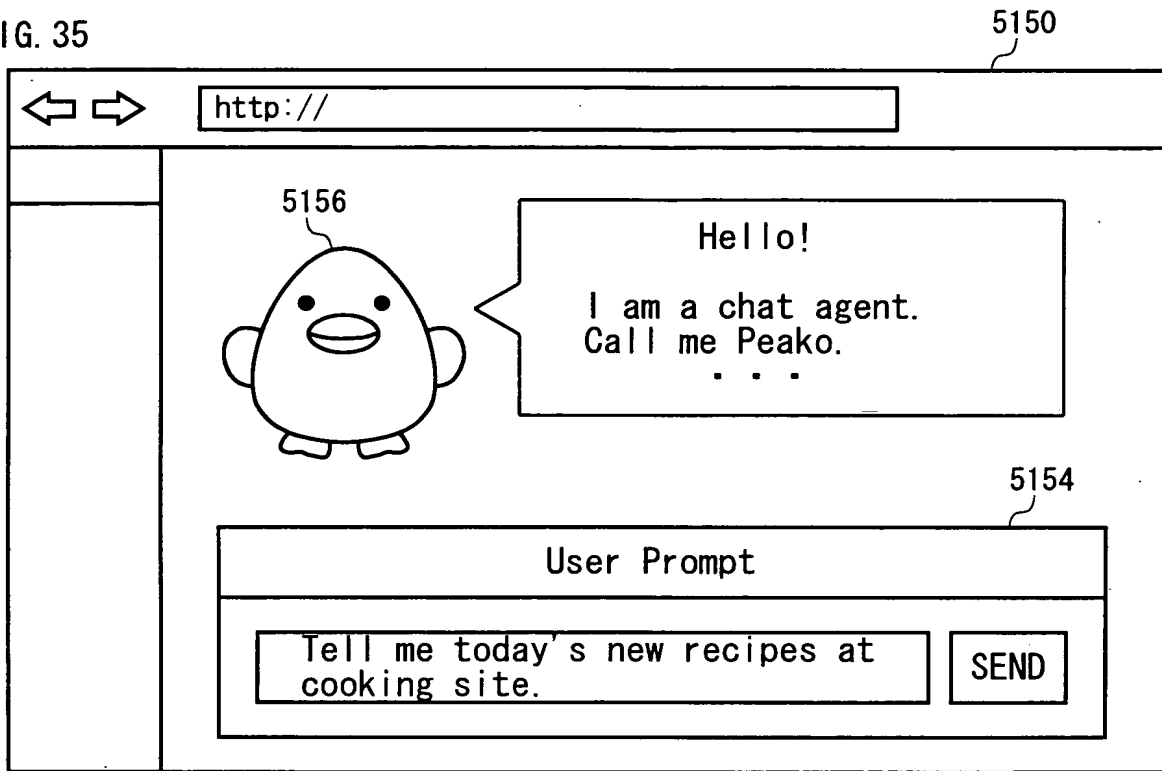 IG. 35
5150
http://
5156
Hello!
I am a chat agent.
Call me Peako.
. . .
5154
User Prompt
Tell me today's new recipes at
cooking site.
SEND